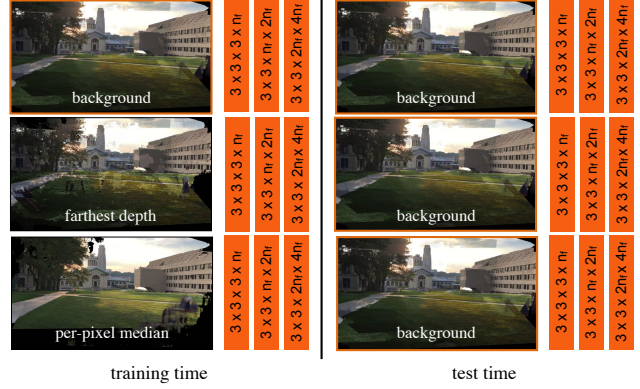 background
3 x 3 x 3 x nf
3 x 3 x nf x 2nf
3 x 3 x 2nf x 4nf
background
3 x 3 x 3 x nf
3 x 3 x nf x 2nf
3 x 3 x 2nf x 4nf
farthest depth
3 x 3 x 3 x nf
3 x 3 x nf x 2nf
3 x 3 x 2nf x 4nf
background
3 x 3 x 3 x nf
3 x 3 x nf x 2nf
3 x 3 x 2nf x 4nf
per-pixel median
3 x 3 x 3 x nf
3 x 3 x nf x 2nf
3 x 3 x 2nf x 4nf
background
3 x 3 x 3 x nf
3 x 3 x nf x 2nf
3 x 3 x 2nf x 4nf
training time
test time